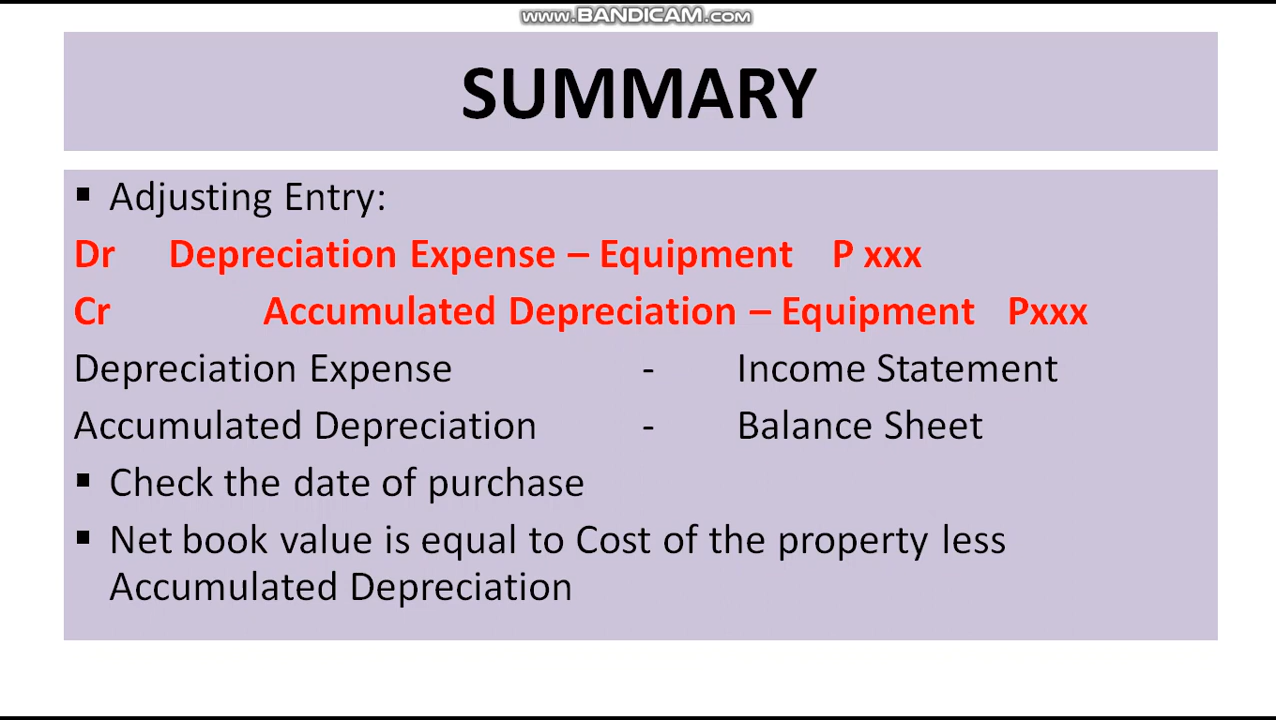 www.BANDICAM.com
SUMMARY
▪ Adjusting Entry:
Dr Depreciation Expense – Equipment P xxx
Cr Accumulated Depreciation – Equipment Pxxx
Depreciation Expense - Income Statement
Accumulated Depreciation - Balance Sheet
▪ Check the date of purchase
▪ Net book value is equal to Cost of the property less
Accumulated Depreciation